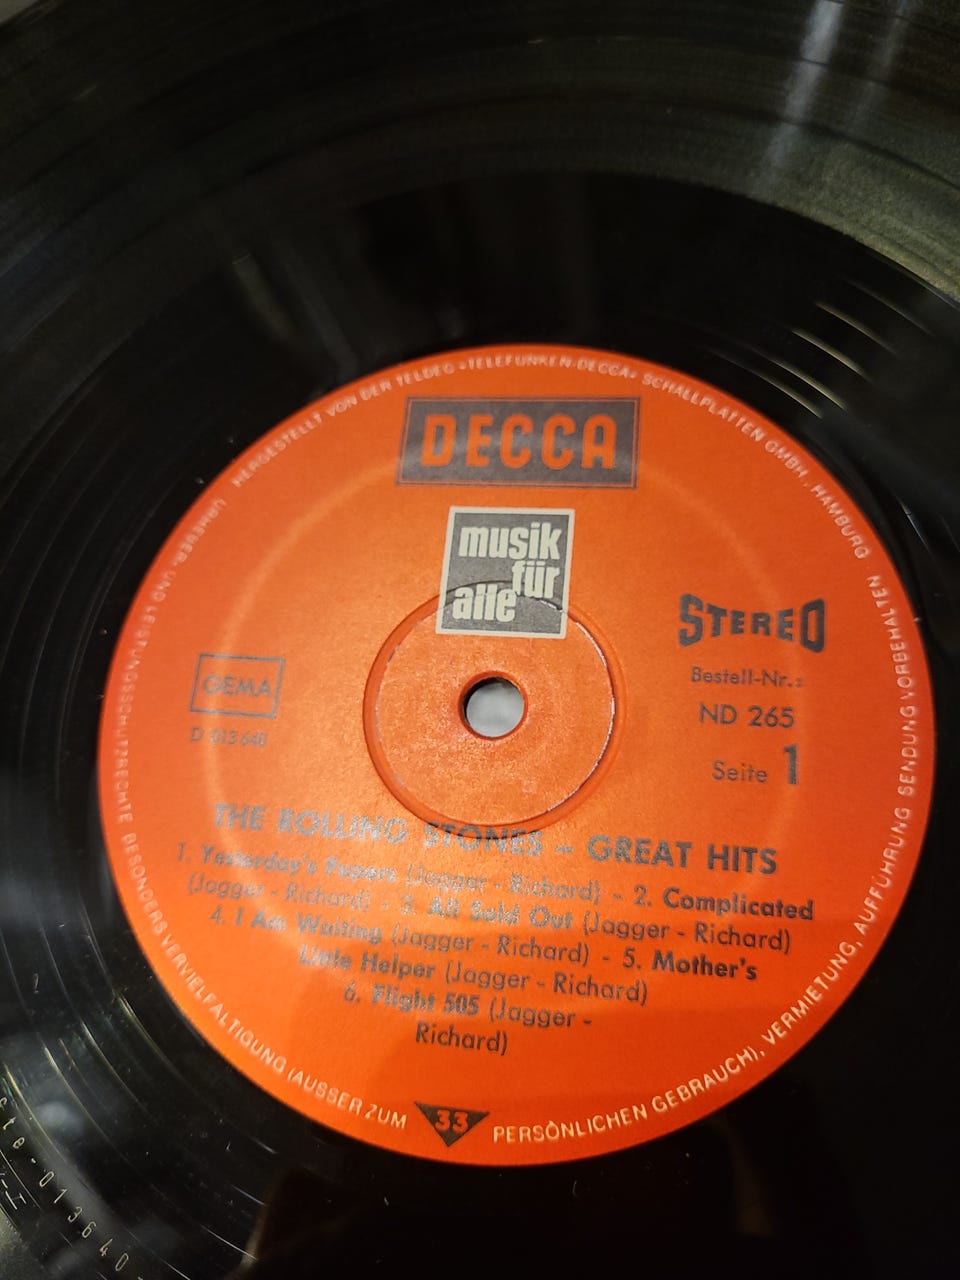 URHEBER- UND LEISTUNGSSCHUTZRECHTE BESONDERS VERVIELFALTIGUNG (AUSSER ZUM PERSÖNLICHEN GEBRAUCH), VERMIETUNG, AUFFÜHRUNG SENDUNG VORBEHALTEN
HERGESTELLT VON DER TELDEC »TELEFUNKEN-DECCA« SCHALLPLATTEN GMBH., HAMBURG
DECCA
musik
für
alle
STEREO
Bestell-Nr.:
ND 265
Seite 1
GEMA
D 013640
THE ROLLING STONES – GREAT HITS
1. Yesterday's Papers (Jagger - Richard) - 2. Complicated
(Jagger - Richard) - 3. All Sold Out (Jagger - Richard)
4. I Am Waiting (Jagger - Richard) - 5. Mother's
Little Helper (Jagger - Richard)
6. Flight 505 (Jagger -
Richard)
33
-013640-